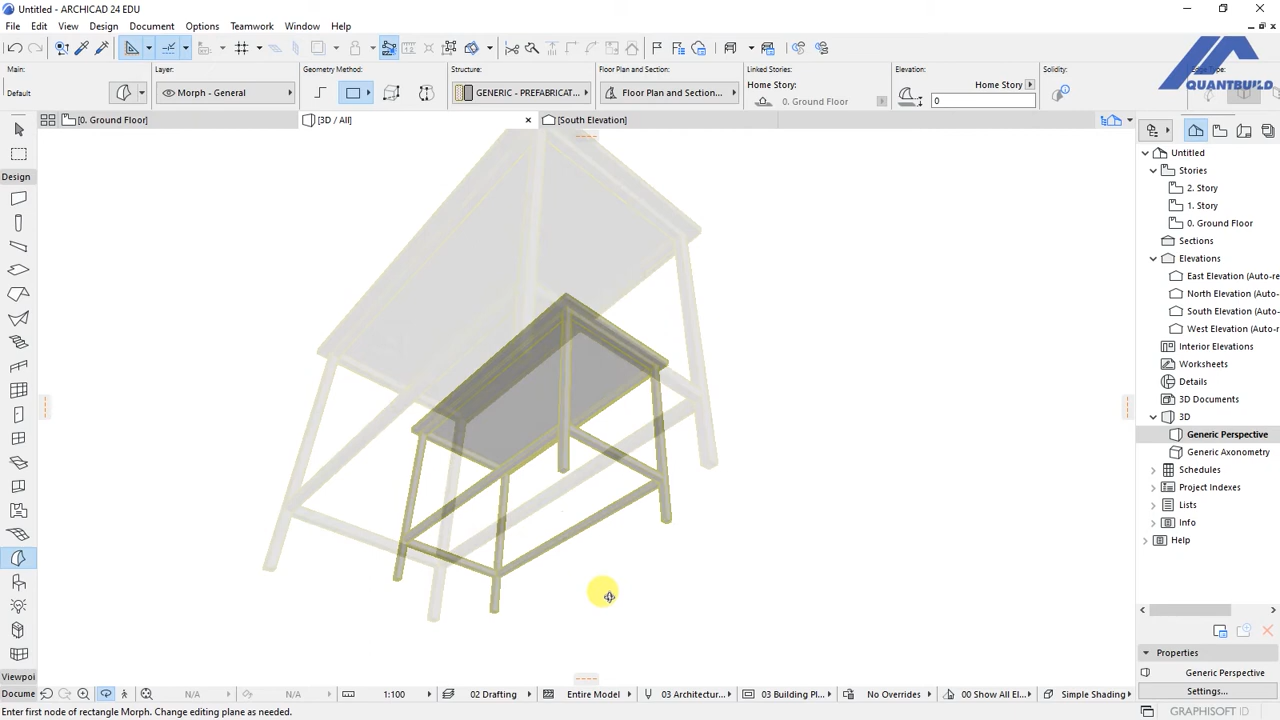 Untitled - ARCHICAD 24 EDU
File Edit View Design Document Options Teamwork Window Help
Main: Layer: Geometry Method: Structure: Floor Plan and Section: Linked Stories: Elevation: Solidity:
Default Morph - General GENERIC Floor Plan and Section... 0. Ground Floor Home Story
Home Story:
0
QUANTBUILD
[0. Ground Floor] [3D / All] [South Elevation]
Design
Viewpoi
Docume
Untitled
Stories
2. Story
1. Story
0. Ground Floor
Sections
Elevations
East Elevation (Auto-re
North Elevation (Auto-r
South Elevation (Auto-r
West Elevation (Auto-r
Interior Elevations
Worksheets
Details
3D Documents
3D
Generic Perspective
Generic Axonometry
Schedules
Project Indexes
Lists
Info
Help
Properties
Generic Perspective
Settings...
N/A N/A 1:100 02 Drafting Entire Model 03 Architectur... 03 Building Pl... No Overrides 00 Show All El... Simple Shading
Enter first node of rectangle Morph. Change editing plane as needed.
GRAPHISOFT ID